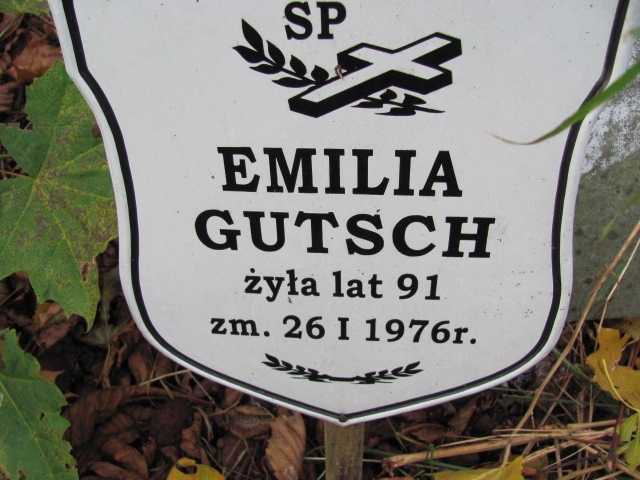 SP
EMILIA
GUTSCH
żyła lat 91
zm. 26 I 1976r.